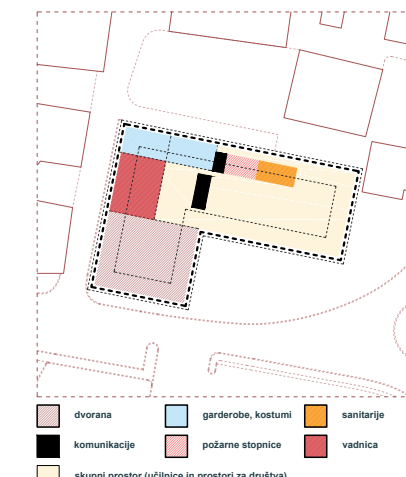 dvorana garderobe, kostumi sanitarije
komunikacije požarne stopnice vadnica
skupni prostor (učilnice in prostori za društva)